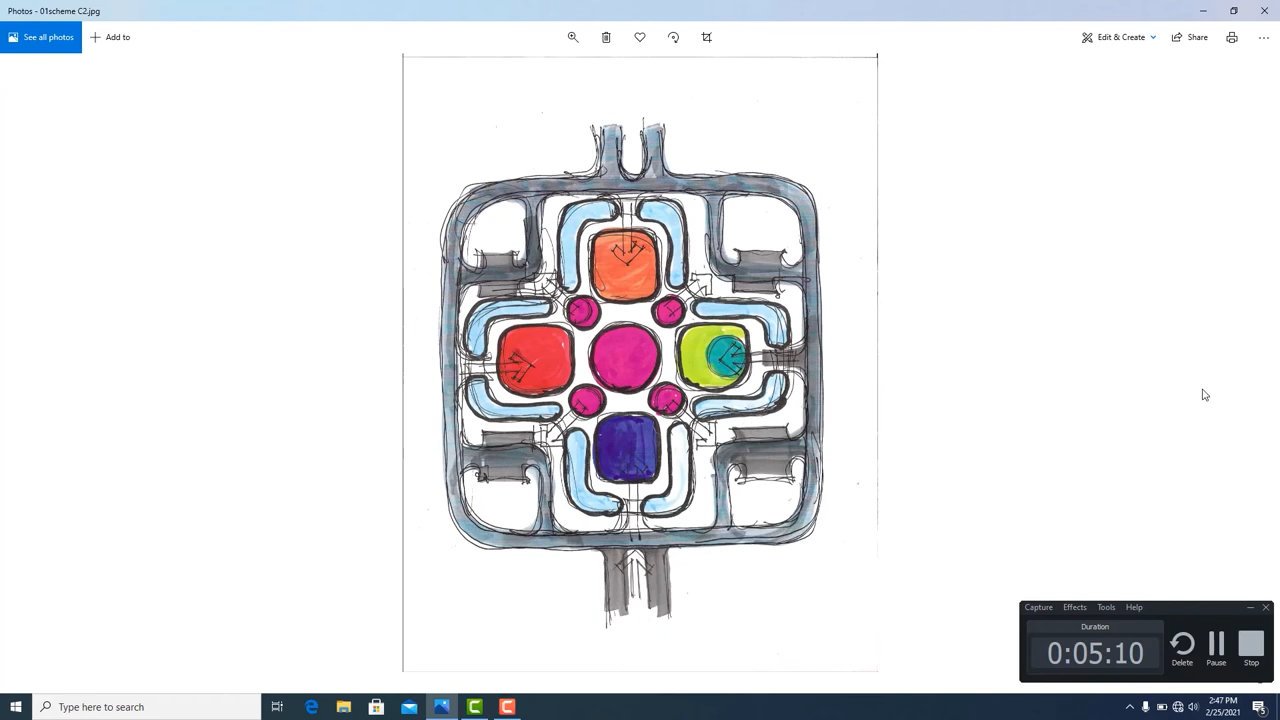 Photos - 01scheme C2.jpg
See all photos
Add to
Edit & Create
Share
Capture Effects Tools Help
Duration
0:05:10
Delete Pause Stop
Type here to search
2:47 PM
2/25/2021
5